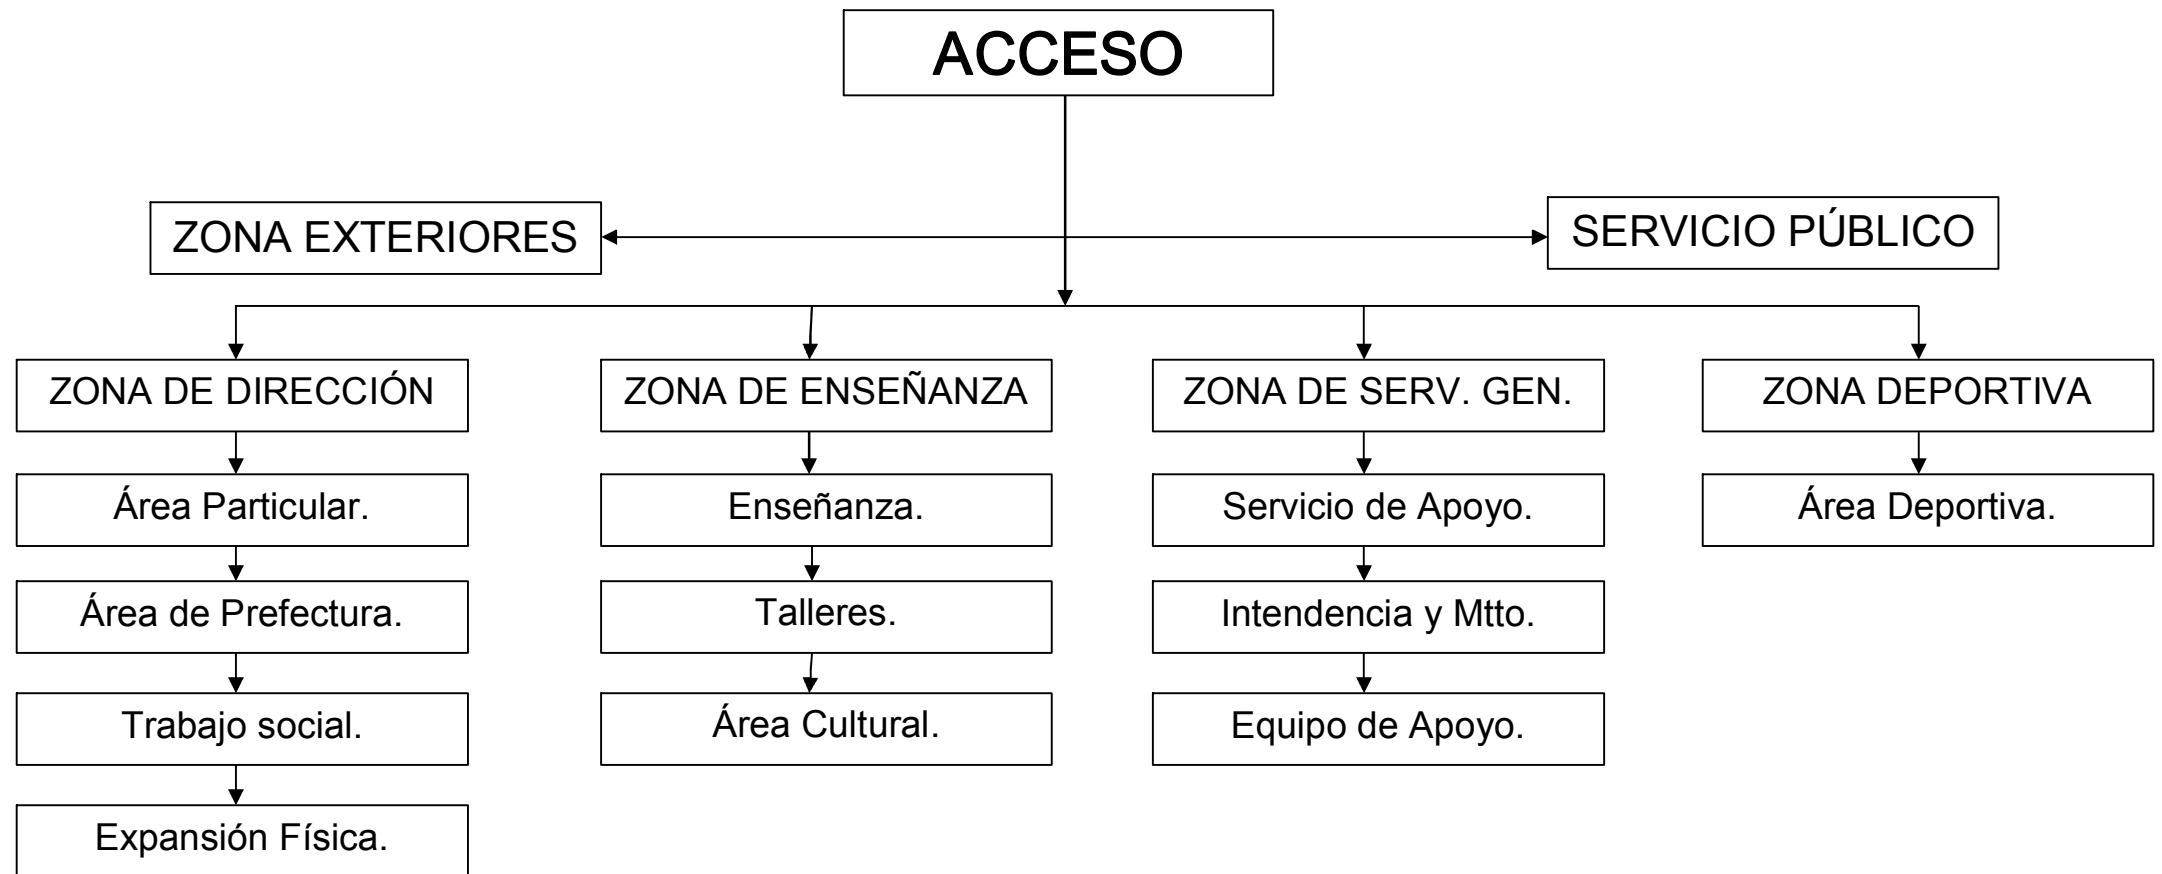 ACCESO
ZONA EXTERIORES
SERVICIO PÚBLICO
ZONA DE DIRECCIÓN
ZONA DE ENSEÑANZA
ZONA DE SERV. GEN.
ZONA DEPORTIVA
Área Particular.
Enseñanza.
Servicio de Apoyo.
Área Deportiva.
Área de Prefectura.
Talleres.
Intendencia y Mtto.
Trabajo social.
Área Cultural.
Equipo de Apoyo.
Expansión Física.